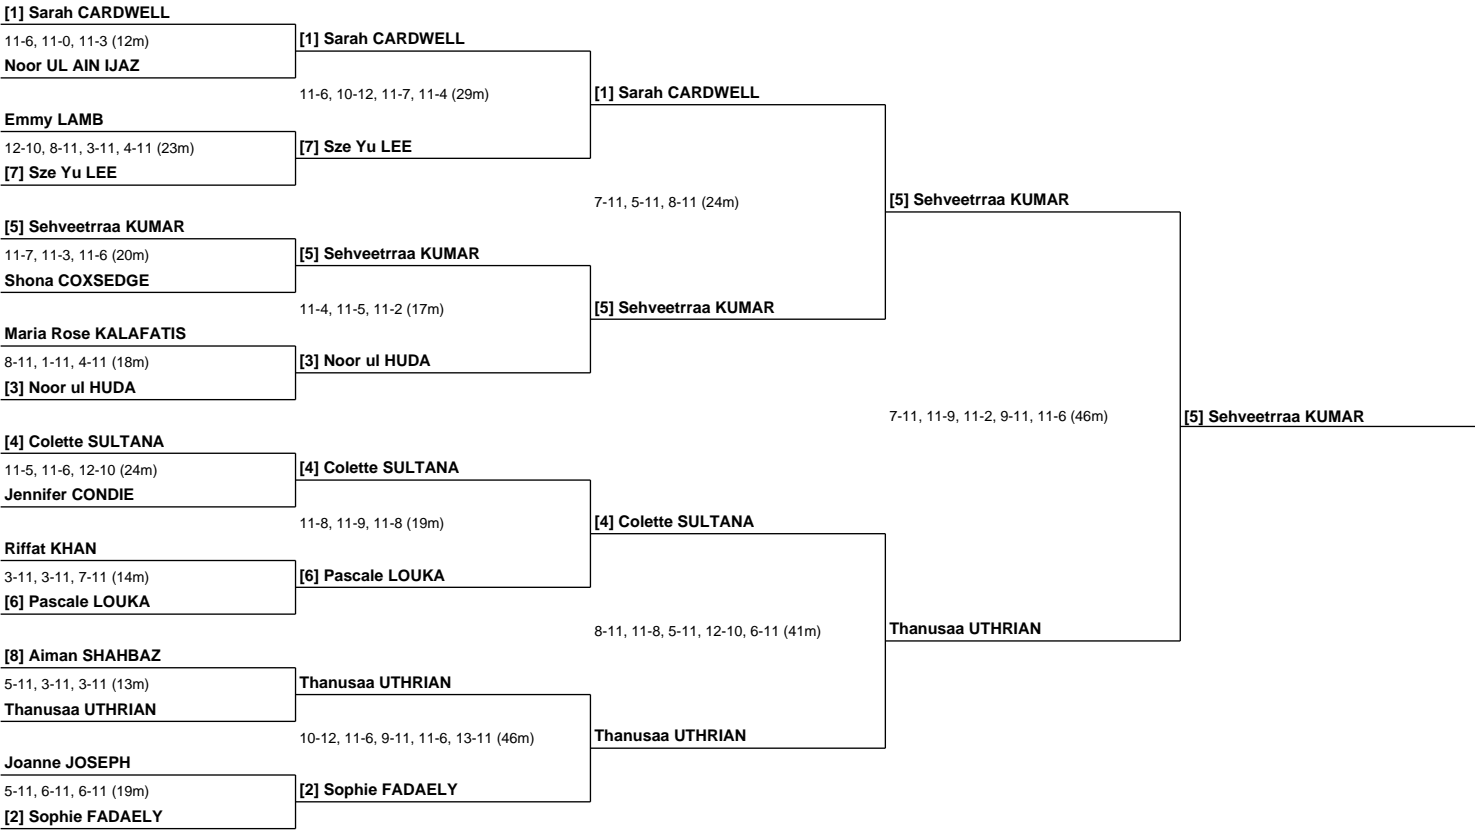 [1] Sarah CARDWELL
11-6, 11-0, 11-3 (12m)
Noor UL AIN IJAZ
Emmy LAMB
12-10, 8-11, 3-11, 4-11 (23m)
[7] Sze Yu LEE
[5] Sehveetrraa KUMAR
11-7, 11-3, 11-6 (20m)
Shona COXSEDGE
Maria Rose KALAFATIS
8-11, 1-11, 4-11 (18m)
[3] Noor ul HUDA
[4] Colette SULTANA
11-5, 11-6, 12-10 (24m)
Jennifer CONDIE
Riffat KHAN
3-11, 3-11, 7-11 (14m)
[6] Pascale LOUKA
[8] Aiman SHAHBAZ
5-11, 3-11, 3-11 (13m)
Thanusaa UTHRIAN
Joanne JOSEPH
5-11, 6-11, 6-11 (19m)
[2] Sophie FADAELY
[1] Sarah CARDWELL
11-6, 10-12, 11-7, 11-4 (29m)
[7] Sze Yu LEE
[5] Sehveetrraa KUMAR
11-4, 11-5, 11-2 (17m)
[3] Noor ul HUDA
[4] Colette SULTANA
11-8, 11-9, 11-8 (19m)
[6] Pascale LOUKA
Thanusaa UTHRIAN
10-12, 11-6, 9-11, 11-6, 13-11 (46m)
[2] Sophie FADAELY
[1] Sarah CARDWELL
7-11, 5-11, 8-11 (24m)
[5] Sehveetrraa KUMAR
[4] Colette SULTANA
8-11, 11-8, 5-11, 12-10, 6-11 (41m)
Thanusaa UTHRIAN
[5] Sehveetrraa KUMAR
7-11, 11-9, 11-2, 9-11, 11-6 (46m)
Thanusaa UTHRIAN
[5] Sehveetrraa KUMAR